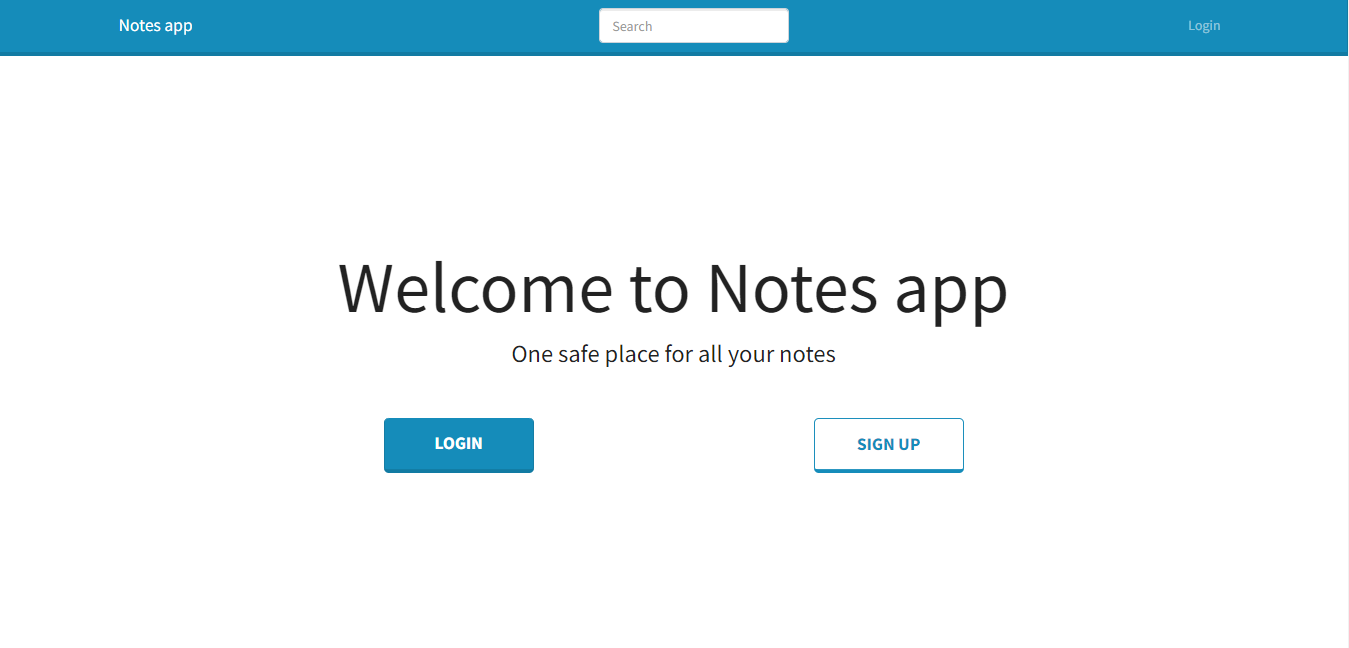 Notes app
Search
Login
Welcome to Notes app
One safe place for all your notes
LOGIN
SIGN UP